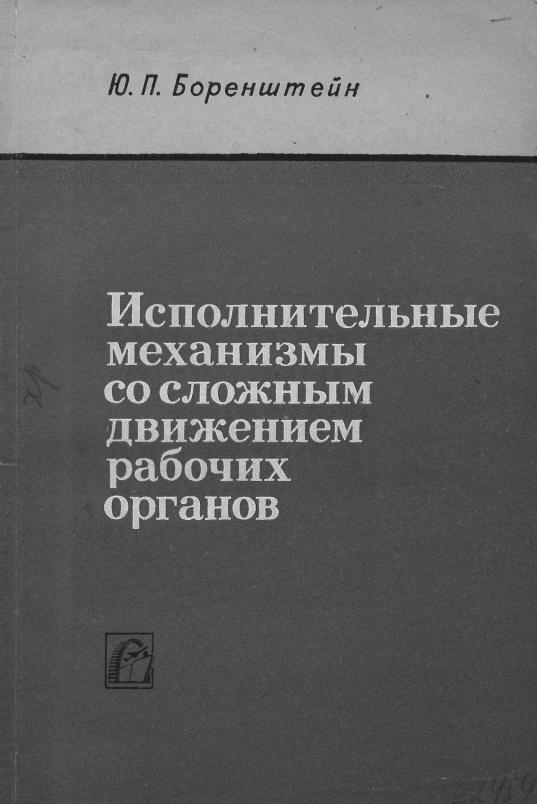 Ю. П. Боренштейн
Исполнительные
механизмы
со сложным
движением
рабочих
органов